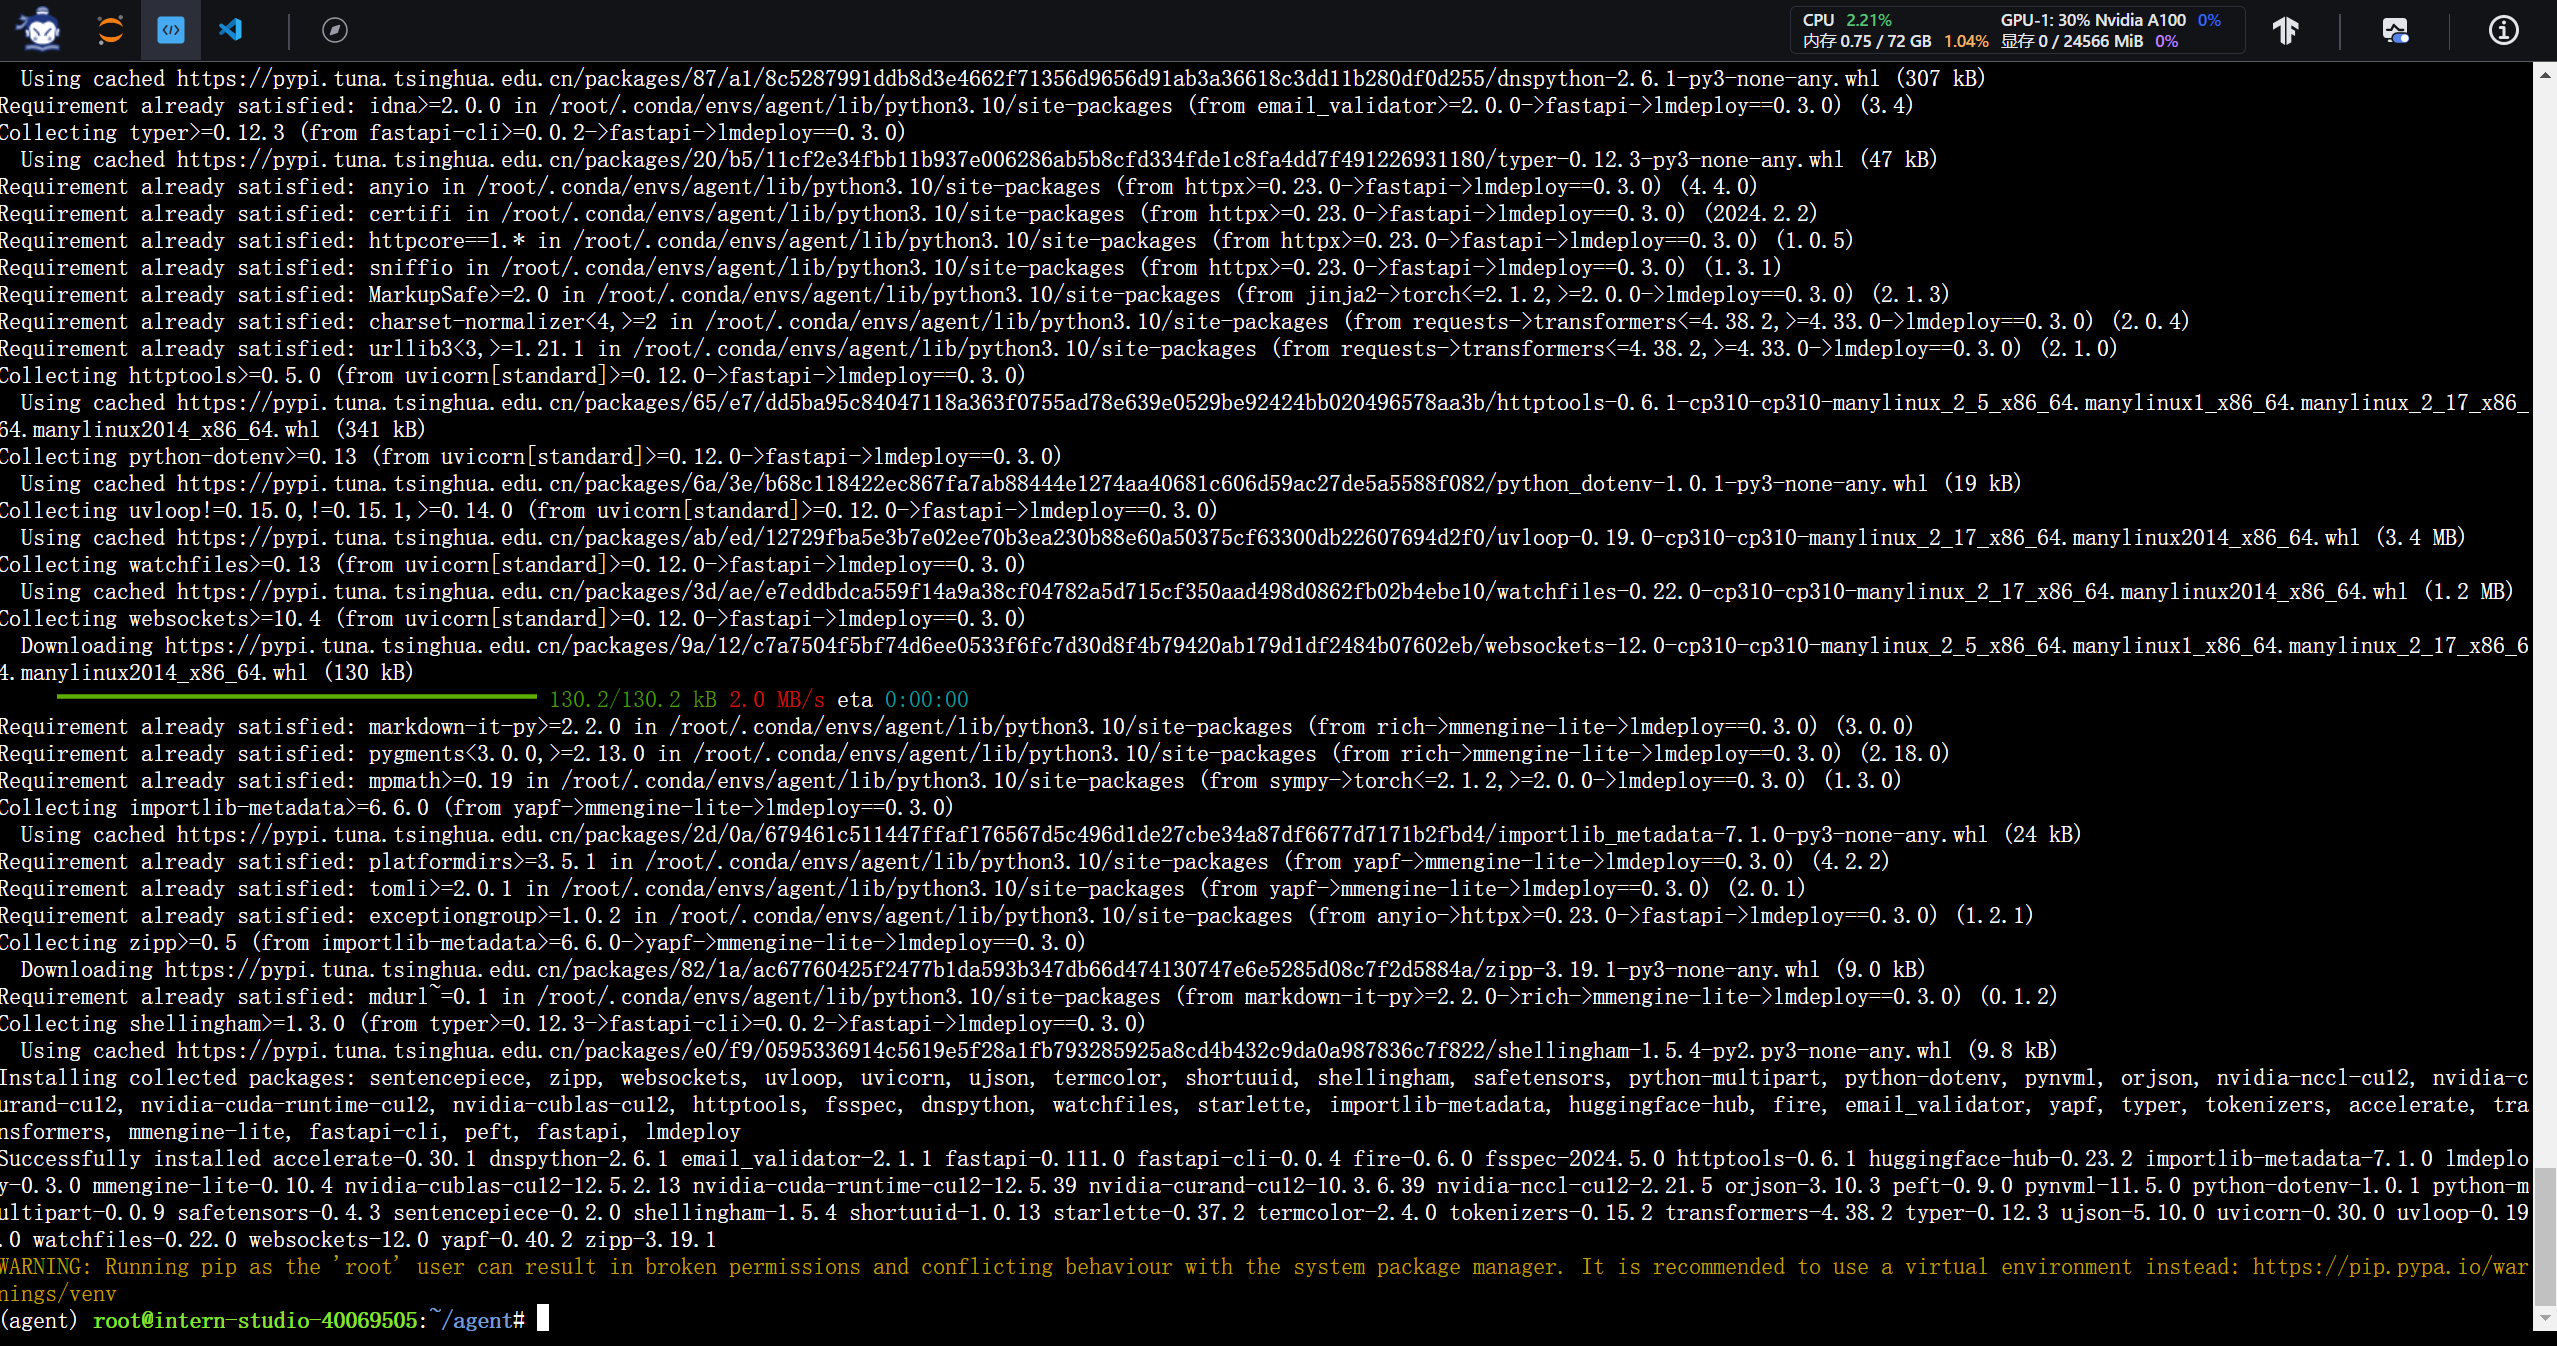 CPU 2.21% GPU-1: 30% Nvidia A100 0%
内存 0.75 / 72 GB 1.04% 显存 0 / 24566 MiB 0%
  Using cached https://pypi.tuna.tsinghua.edu.cn/packages/87/a1/8c5287991ddb8d3e4662f71356d9656d91ab3a36618c3dd11b280df0d255/dnspython-2.6.1-py3-none-any.whl (307 kB)
Requirement already satisfied: idna>=2.0.0 in /root/.conda/envs/agent/lib/python3.10/site-packages (from email_validator>=2.0.0->fastapi->lmdeploy==0.3.0) (3.4)
Collecting typer>=0.12.3 (from fastapi-cli>=0.0.2->fastapi->lmdeploy==0.3.0)
  Using cached https://pypi.tuna.tsinghua.edu.cn/packages/20/b5/11cf2e34fbb11b937e006286ab5b8cfd334fde1c8fa4dd7f491226931180/typer-0.12.3-py3-none-any.whl (47 kB)
Requirement already satisfied: anyio in /root/.conda/envs/agent/lib/python3.10/site-packages (from httpx>=0.23.0->fastapi->lmdeploy==0.3.0) (4.4.0)
Requirement already satisfied: certifi in /root/.conda/envs/agent/lib/python3.10/site-packages (from httpx>=0.23.0->fastapi->lmdeploy==0.3.0) (2024.2.2)
Requirement already satisfied: httpcore==1.* in /root/.conda/envs/agent/lib/python3.10/site-packages (from httpx>=0.23.0->fastapi->lmdeploy==0.3.0) (1.0.5)
Requirement already satisfied: sniffio in /root/.conda/envs/agent/lib/python3.10/site-packages (from httpx>=0.23.0->fastapi->lmdeploy==0.3.0) (1.3.1)
Requirement already satisfied: MarkupSafe>=2.0 in /root/.conda/envs/agent/lib/python3.10/site-packages (from jinja2->torch<=2.1.2,>=2.0.0->lmdeploy==0.3.0) (2.1.3)
Requirement already satisfied: charset-normalizer<4,>=2 in /root/.conda/envs/agent/lib/python3.10/site-packages (from requests->transformers<=4.38.2,>=4.33.0->lmdeploy==0.3.0) (2.0.4)
Requirement already satisfied: urllib3<3,>=1.21.1 in /root/.conda/envs/agent/lib/python3.10/site-packages (from requests->transformers<=4.38.2,>=4.33.0->lmdeploy==0.3.0) (2.1.0)
Collecting httptools>=0.5.0 (from uvicorn[standard]>=0.12.0->fastapi->lmdeploy==0.3.0)
  Using cached https://pypi.tuna.tsinghua.edu.cn/packages/65/e7/dd5ba95c84047118a363f0755ad78e639e0529be92424bb020496578aa3b/httptools-0.6.1-cp310-cp310-manylinux_2_5_x86_64.manylinux1_x86_64.manylinux_2_17_x86_
64.manylinux2014_x86_64.whl (341 kB)
Collecting python-dotenv>=0.13 (from uvicorn[standard]>=0.12.0->fastapi->lmdeploy==0.3.0)
  Using cached https://pypi.tuna.tsinghua.edu.cn/packages/6a/3e/b68c118422ec867fa7ab88444e1274aa40681c606d59ac27de5a5588f082/python_dotenv-1.0.1-py3-none-any.whl (19 kB)
Collecting uvloop!=0.15.0,!=0.15.1,>=0.14.0 (from uvicorn[standard]>=0.12.0->fastapi->lmdeploy==0.3.0)
  Using cached https://pypi.tuna.tsinghua.edu.cn/packages/ab/ed/12729fba5e3b7e02ee70b3ea230b88e60a50375cf63300db22607694d2f0/uvloop-0.19.0-cp310-cp310-manylinux_2_17_x86_64.manylinux2014_x86_64.whl (3.4 MB)
Collecting watchfiles>=0.13 (from uvicorn[standard]>=0.12.0->fastapi->lmdeploy==0.3.0)
  Using cached https://pypi.tuna.tsinghua.edu.cn/packages/3d/ae/e7eddbdca559f14a9a38cf04782a5d715cf350aad498d0862fb02b4ebe10/watchfiles-0.22.0-cp310-cp310-manylinux_2_17_x86_64.manylinux2014_x86_64.whl (1.2 MB)
Collecting websockets>=10.4 (from uvicorn[standard]>=0.12.0->fastapi->lmdeploy==0.3.0)
  Downloading https://pypi.tuna.tsinghua.edu.cn/packages/9a/12/c7a7504f5bf74d6ee0533f6fc7d30d8f4b79420ab179d1df2484b07602eb/websockets-12.0-cp310-cp310-manylinux_2_5_x86_64.manylinux1_x86_64.manylinux_2_17_x86_6
4.manylinux2014_x86_64.whl (130 kB)
130.2/130.2 kB 2.0 MB/s eta 0:00:00
Requirement already satisfied: markdown-it-py>=2.2.0 in /root/.conda/envs/agent/lib/python3.10/site-packages (from rich->mmengine-lite->lmdeploy==0.3.0) (3.0.0)
Requirement already satisfied: pygments<3.0.0,>=2.13.0 in /root/.conda/envs/agent/lib/python3.10/site-packages (from rich->mmengine-lite->lmdeploy==0.3.0) (2.18.0)
Requirement already satisfied: mpmath>=0.19 in /root/.conda/envs/agent/lib/python3.10/site-packages (from sympy->torch<=2.1.2,>=2.0.0->lmdeploy==0.3.0) (1.3.0)
Collecting importlib-metadata>=6.6.0 (from yapf->mmengine-lite->lmdeploy==0.3.0)
  Using cached https://pypi.tuna.tsinghua.edu.cn/packages/2d/0a/679461c511447ffaf176567d5c496d1de27cbe34a87df6677d7171b2fbd4/importlib_metadata-7.1.0-py3-none-any.whl (24 kB)
Requirement already satisfied: platformdirs>=3.5.1 in /root/.conda/envs/agent/lib/python3.10/site-packages (from yapf->mmengine-lite->lmdeploy==0.3.0) (4.2.2)
Requirement already satisfied: tomli>=2.0.1 in /root/.conda/envs/agent/lib/python3.10/site-packages (from yapf->mmengine-lite->lmdeploy==0.3.0) (2.0.1)
Requirement already satisfied: exceptiongroup>=1.0.2 in /root/.conda/envs/agent/lib/python3.10/site-packages (from anyio->httpx>=0.23.0->fastapi->lmdeploy==0.3.0) (1.2.1)
Collecting zipp>=0.5 (from importlib-metadata>=6.6.0->yapf->mmengine-lite->lmdeploy==0.3.0)
  Downloading https://pypi.tuna.tsinghua.edu.cn/packages/82/1a/ac67760425f2477b1da593b347db66d474130747e6e5285d08c7f2d5884a/zipp-3.19.1-py3-none-any.whl (9.0 kB)
Requirement already satisfied: mdurl~=0.1 in /root/.conda/envs/agent/lib/python3.10/site-packages (from markdown-it-py>=2.2.0->rich->mmengine-lite->lmdeploy==0.3.0) (0.1.2)
Collecting shellingham>=1.3.0 (from typer>=0.12.3->fastapi-cli>=0.0.2->fastapi->lmdeploy==0.3.0)
  Using cached https://pypi.tuna.tsinghua.edu.cn/packages/e0/f9/0595336914c5619e5f28a1fb793285925a8cd4b432c9da0a987836c7f822/shellingham-1.5.4-py2.py3-none-any.whl (9.8 kB)
Installing collected packages: sentencepiece, zipp, websockets, uvloop, uvicorn, ujson, termcolor, shortuuid, shellingham, safetensors, python-multipart, python-dotenv, pynvml, orjson, nvidia-nccl-cu12, nvidia-c
urand-cu12, nvidia-cuda-runtime-cu12, nvidia-cublas-cu12, httptools, fsspec, dnspython, watchfiles, starlette, importlib-metadata, huggingface-hub, fire, email_validator, yapf, typer, tokenizers, accelerate, tra
nsformers, mmengine-lite, fastapi-cli, peft, fastapi, lmdeploy
Successfully installed accelerate-0.30.1 dnspython-2.6.1 email_validator-2.1.1 fastapi-0.111.0 fastapi-cli-0.0.4 fire-0.6.0 fsspec-2024.5.0 httptools-0.6.1 huggingface-hub-0.23.2 importlib-metadata-7.1.0 lmdeplo
y-0.3.0 mmengine-lite-0.10.4 nvidia-cublas-cu12-12.5.2.13 nvidia-cuda-runtime-cu12-12.5.39 nvidia-curand-cu12-10.3.6.39 nvidia-nccl-cu12-2.21.5 orjson-3.10.3 peft-0.9.0 pynvml-11.5.0 python-dotenv-1.0.1 python-m
ultipart-0.0.9 safetensors-0.4.3 sentencepiece-0.2.0 shellingham-1.5.4 shortuuid-1.0.13 starlette-0.37.2 termcolor-2.4.0 tokenizers-0.15.2 transformers-4.38.2 typer-0.12.3 ujson-5.10.0 uvicorn-0.30.0 uvloop-0.19
.0 watchfiles-0.22.0 websockets-12.0 yapf-0.40.2 zipp-3.19.1
WARNING: Running pip as the 'root' user can result in broken permissions and conflicting behaviour with the system package manager. It is recommended to use a virtual environment instead: https://pip.pypa.io/war
nings/venv
(agent) root@intern-studio-40069505:~/agent#